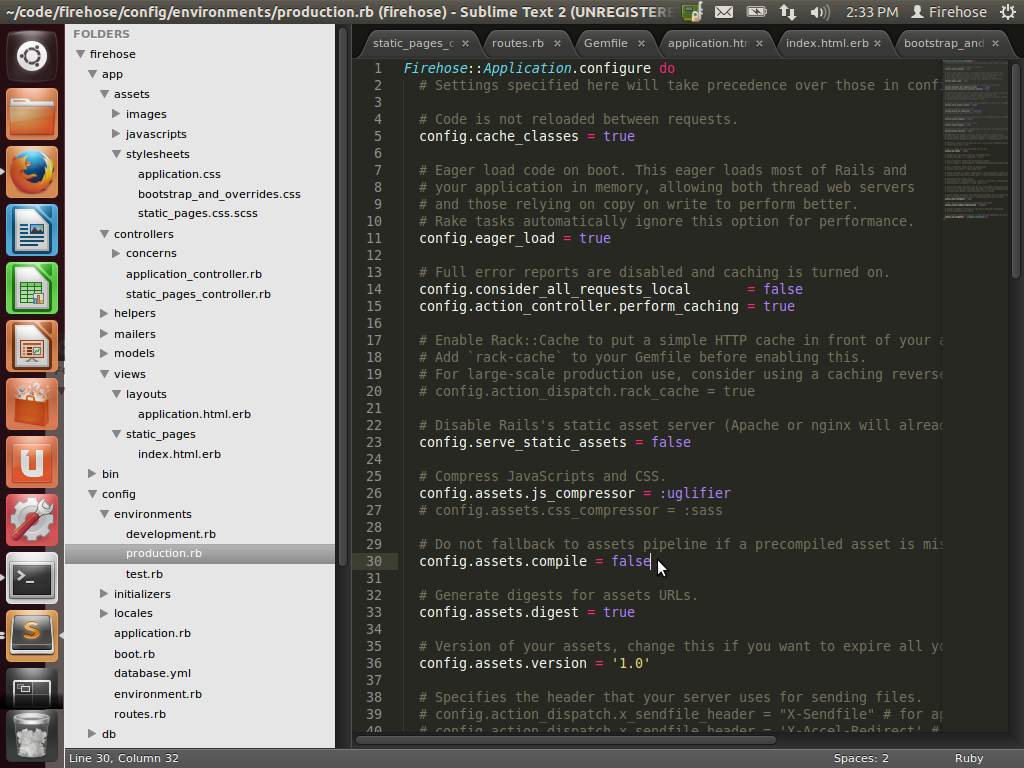 ~/code/firehose/config/environments/production.rb (firehose) - Sublime Text 2 (UNREGISTERE
2:33 PM
Firehose
FOLDERS
firehose
app
assets
images
javascripts
stylesheets
application.css
bootstrap_and_overrides.css
static_pages.css.scss
controllers
concerns
application_controller.rb
static_pages_controller.rb
helpers
mailers
models
views
layouts
application.html.erb
static_pages
index.html.erb
bin
config
environments
development.rb
production.rb
test.rb
initializers
locales
application.rb
boot.rb
database.yml
environment.rb
routes.rb
db
static_pages_c
routes.rb
Gemfile
application.htm
index.html.erb
bootstrap_and
1 Firehose::Application.configure do
2 # Settings specified here will take precedence over those in conf
3
4 # Code is not reloaded between requests.
5 config.cache_classes = true
6
7 # Eager load code on boot. This eager loads most of Rails and
8 # your application in memory, allowing both thread web servers
9 # and those relying on copy on write to perform better.
10 # Rake tasks automatically ignore this option for performance.
11 config.eager_load = true
12
13 # Full error reports are disabled and caching is turned on.
14 config.consider_all_requests_local = false
15 config.action_controller.perform_caching = true
16
17 # Enable Rack::Cache to put a simple HTTP cache in front of your a
18 # Add `rack-cache` to your Gemfile before enabling this.
19 # For large-scale production use, consider using a caching reverse
20 # config.action_dispatch.rack_cache = true
21
22 # Disable Rails's static asset server (Apache or nginx will alread
23 config.serve_static_assets = false
24
25 # Compress JavaScripts and CSS.
26 config.assets.js_compressor = :uglifier
27 # config.assets.css_compressor = :sass
28
29 # Do not fallback to assets pipeline if a precompiled asset is mis
30 config.assets.compile = false
31
32 # Generate digests for assets URLs.
33 config.assets.digest = true
34
35 # Version of your assets, change this if you want to expire all yo
36 config.assets.version = '1.0'
37
38 # Specifies the header that your server uses for sending files.
39 # config.action_dispatch.x_sendfile_header = "X-Sendfile" # for ap
40 # config.action_dispatch.x_sendfile_header = 'X-Accel-Redirect' #
Line 30, Column 32
Spaces: 2
Ruby